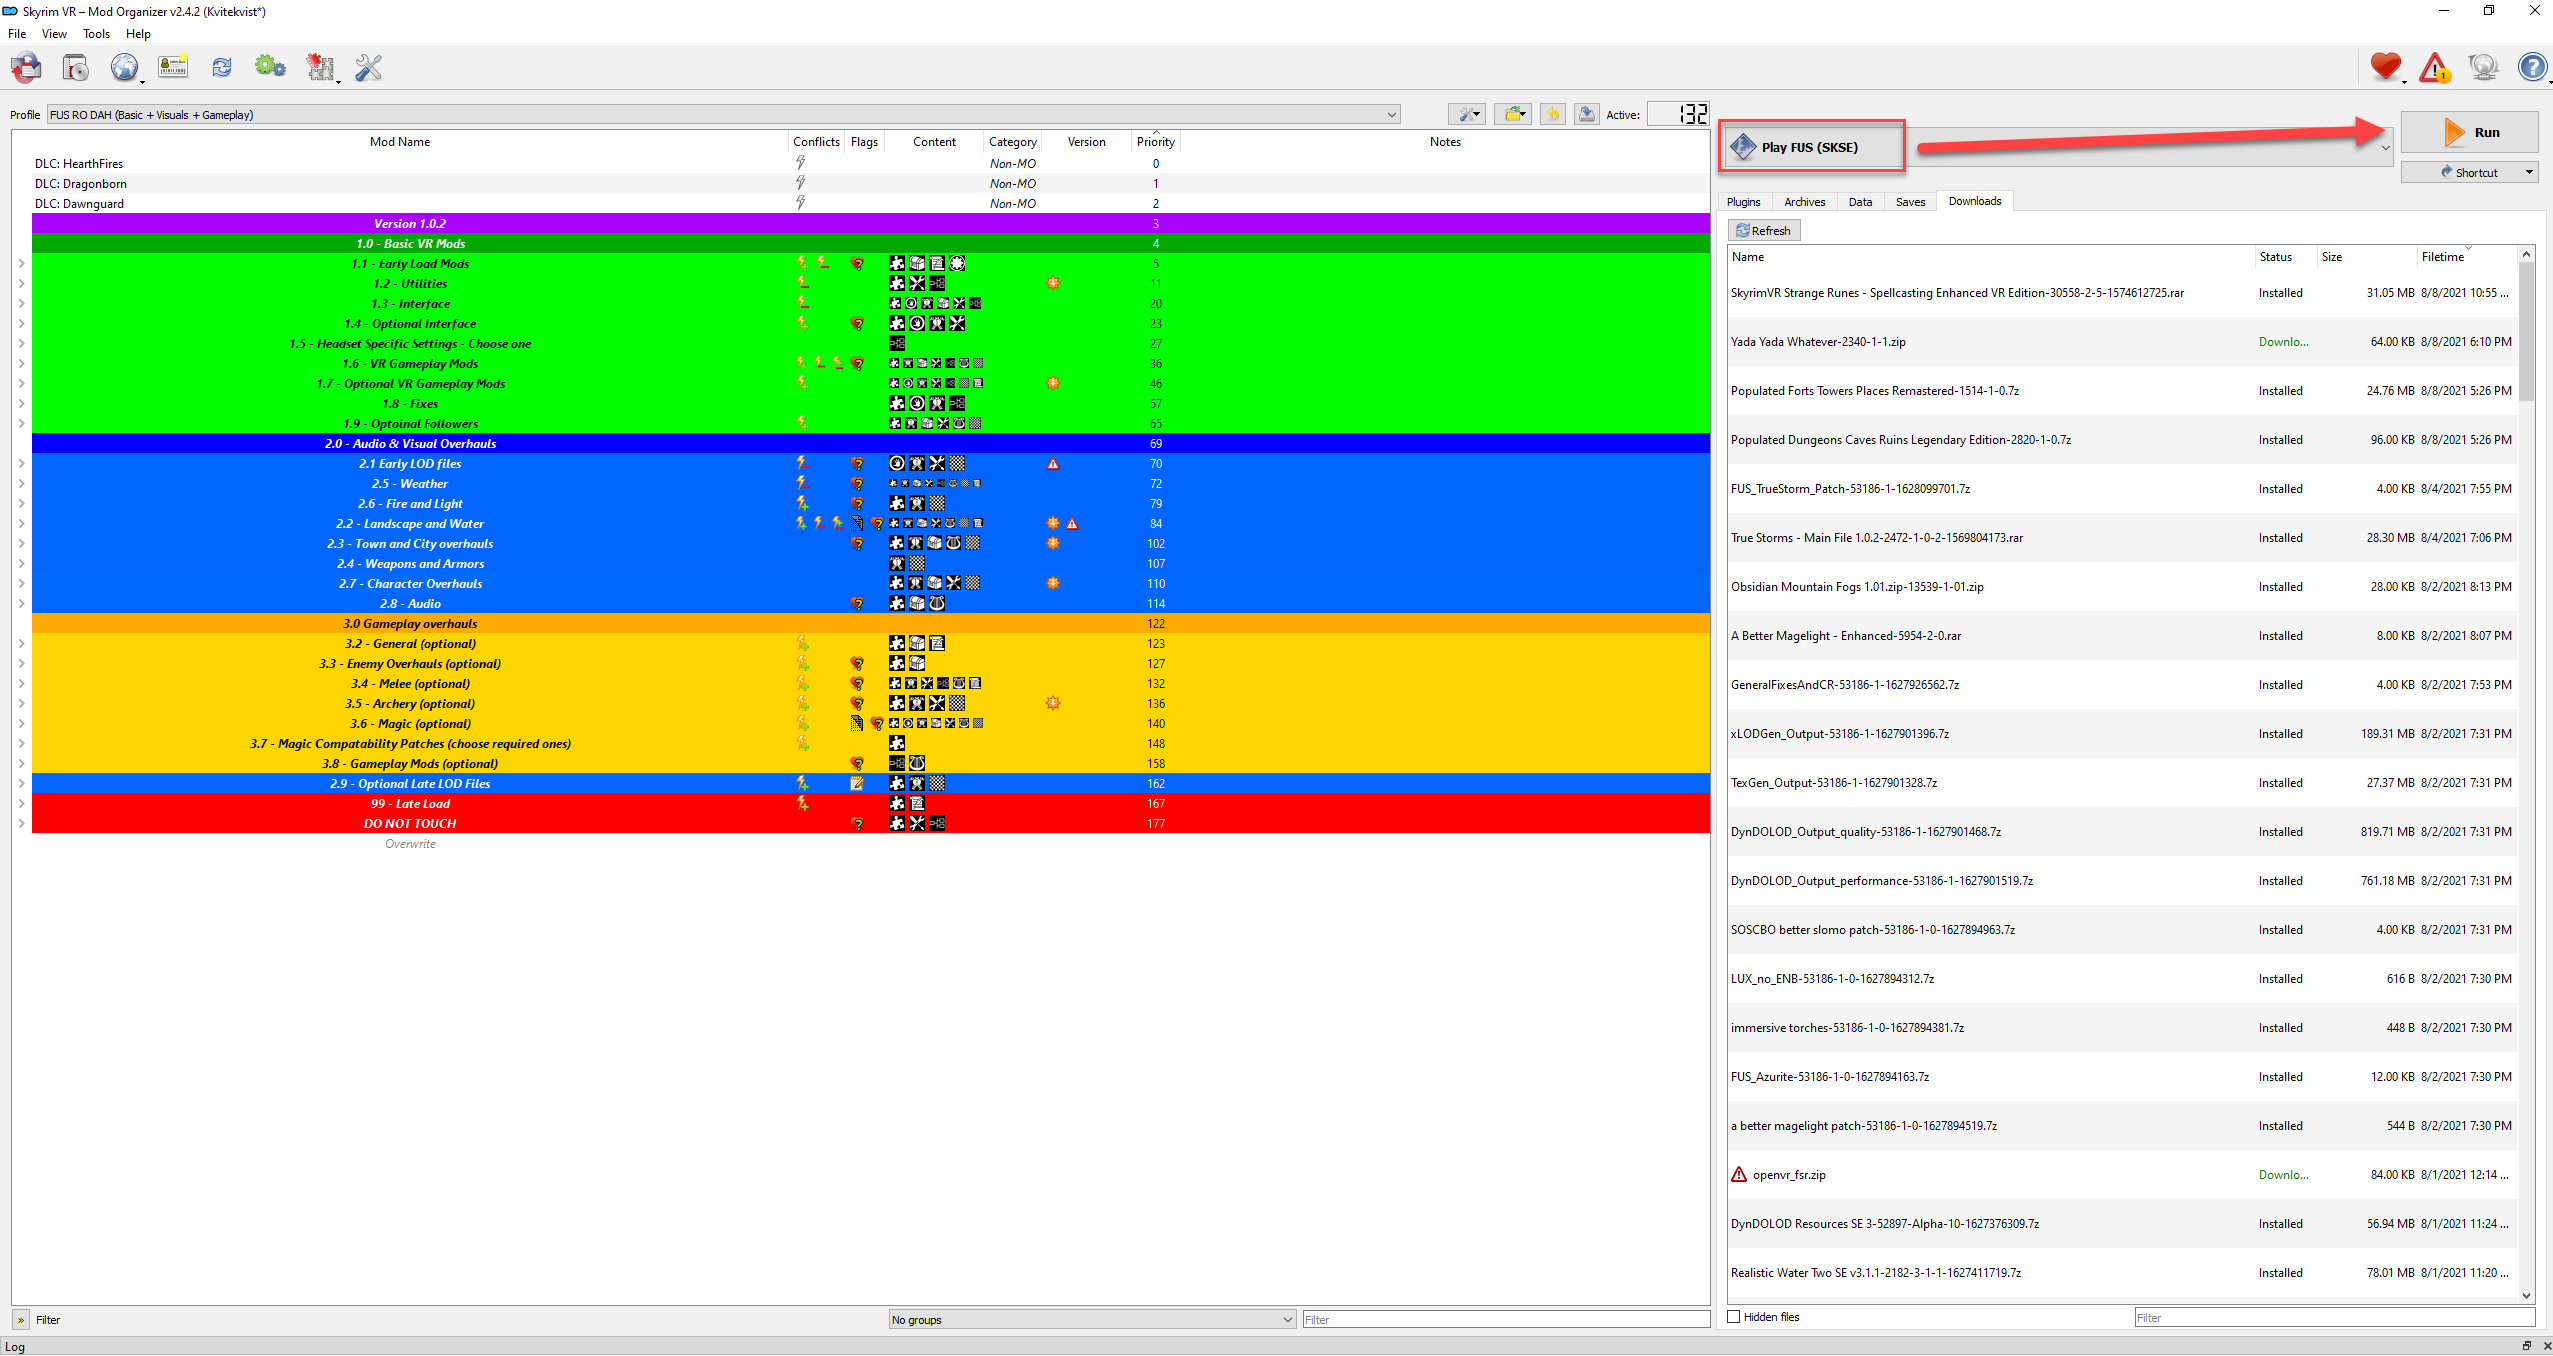 Skyrim VR – Mod Organizer v2.4.2 (Kvitekvist*)
File View Tools Help
Profile FUS RO DAH (Basic + Visuals + Gameplay) Active: 132
Mod Name Conflicts Flags Content Category Version Priority Notes
DLC: HearthFires Non-MO 0
DLC: Dragonborn Non-MO 1
DLC: Dawnguard Non-MO 2
Version 1.0.2 3
1.0 - Basic VR Mods 4
1.1 - Early Load Mods 5
1.2 - Utilities 11
1.3 - Interface 20
1.4 - Optional Interface 23
1.5 - Headset Specific Settings - Choose one 27
1.6 - VR Gameplay Mods 36
1.7 - Optional VR Gameplay Mods 46
1.8 - Fixes 57
1.9 - Optoinal Followers 65
2.0 - Audio & Visual Overhauls 69
2.1 Early LOD files 70
2.5 - Weather 72
2.6 - Fire and Light 79
2.2 - Landscape and Water 84
2.3 - Town and City overhauls 102
2.4 - Weapons and Armors 107
2.7 - Character Overhauls 110
2.8 - Audio 114
3.0 Gameplay overhauls 122
3.2 - General (optional) 123
3.3 - Enemy Overhauls (optional) 127
3.4 - Melee (optional) 132
3.5 - Archery (optional) 136
3.6 - Magic (optional) 140
3.7 - Magic Compatability Patches (choose required ones) 148
3.8 - Gameplay Mods (optional) 158
2.9 - Optional Late LOD Files 162
99 - Late Load 167
DO NOT TOUCH 177
Overwrite
» Filter No groups Filter
Play FUS (SKSE) Run
Shortcut
Plugins Archives Data Saves Downloads
Refresh
Name Status Size Filetime
SkyrimVR Strange Runes - Spellcasting Enhanced VR Edition-30558-2-5-1574612725.rar Installed 31.05 MB 8/8/2021 10:55 ...
Yada Yada Whatever-2340-1-1.zip Downlo... 64.00 KB 8/8/2021 6:10 PM
Populated Forts Towers Places Remastered-1514-1-0.7z Installed 24.76 MB 8/8/2021 5:26 PM
Populated Dungeons Caves Ruins Legendary Edition-2820-1-0.7z Installed 96.00 KB 8/8/2021 5:26 PM
FUS_TrueStorm_Patch-53186-1-1628099701.7z Installed 4.00 KB 8/4/2021 7:55 PM
True Storms - Main File 1.0.2-2472-1-0-2-1569804173.rar Installed 28.30 MB 8/4/2021 7:06 PM
Obsidian Mountain Fogs 1.01.zip-13539-1-01.zip Installed 28.00 KB 8/2/2021 8:13 PM
A Better Magelight - Enhanced-5954-2-0.rar Installed 8.00 KB 8/2/2021 8:07 PM
GeneralFixesAndCR-53186-1-1627926562.7z Installed 4.00 KB 8/2/2021 7:53 PM
xLODGen_Output-53186-1-1627901396.7z Installed 189.31 MB 8/2/2021 7:31 PM
TexGen_Output-53186-1-1627901328.7z Installed 27.37 MB 8/2/2021 7:31 PM
DynDOLOD_Output_quality-53186-1-1627901468.7z Installed 819.71 MB 8/2/2021 7:31 PM
DynDOLOD_Output_performance-53186-1-1627901519.7z Installed 761.18 MB 8/2/2021 7:31 PM
SOSCBO better slomo patch-53186-1-0-1627894963.7z Installed 4.00 KB 8/2/2021 7:31 PM
LUX_no_ENB-53186-1-0-1627894312.7z Installed 616 B 8/2/2021 7:30 PM
immersive torches-53186-1-0-1627894381.7z Installed 448 B 8/2/2021 7:30 PM
FUS_Azurite-53186-1-0-1627894163.7z Installed 12.00 KB 8/2/2021 7:30 PM
a better magelight patch-53186-1-0-1627894519.7z Installed 544 B 8/2/2021 7:30 PM
openvr_fsr.zip Downlo... 84.00 KB 8/1/2021 12:14 ...
DynDOLOD Resources SE 3-52897-Alpha-10-1627376309.7z Installed 56.94 MB 8/1/2021 11:24 ...
Realistic Water Two SE v3.1.1-2182-3-1-1-1627411719.7z Installed 78.01 MB 8/1/2021 11:20 ...
Hidden files Filter
Log